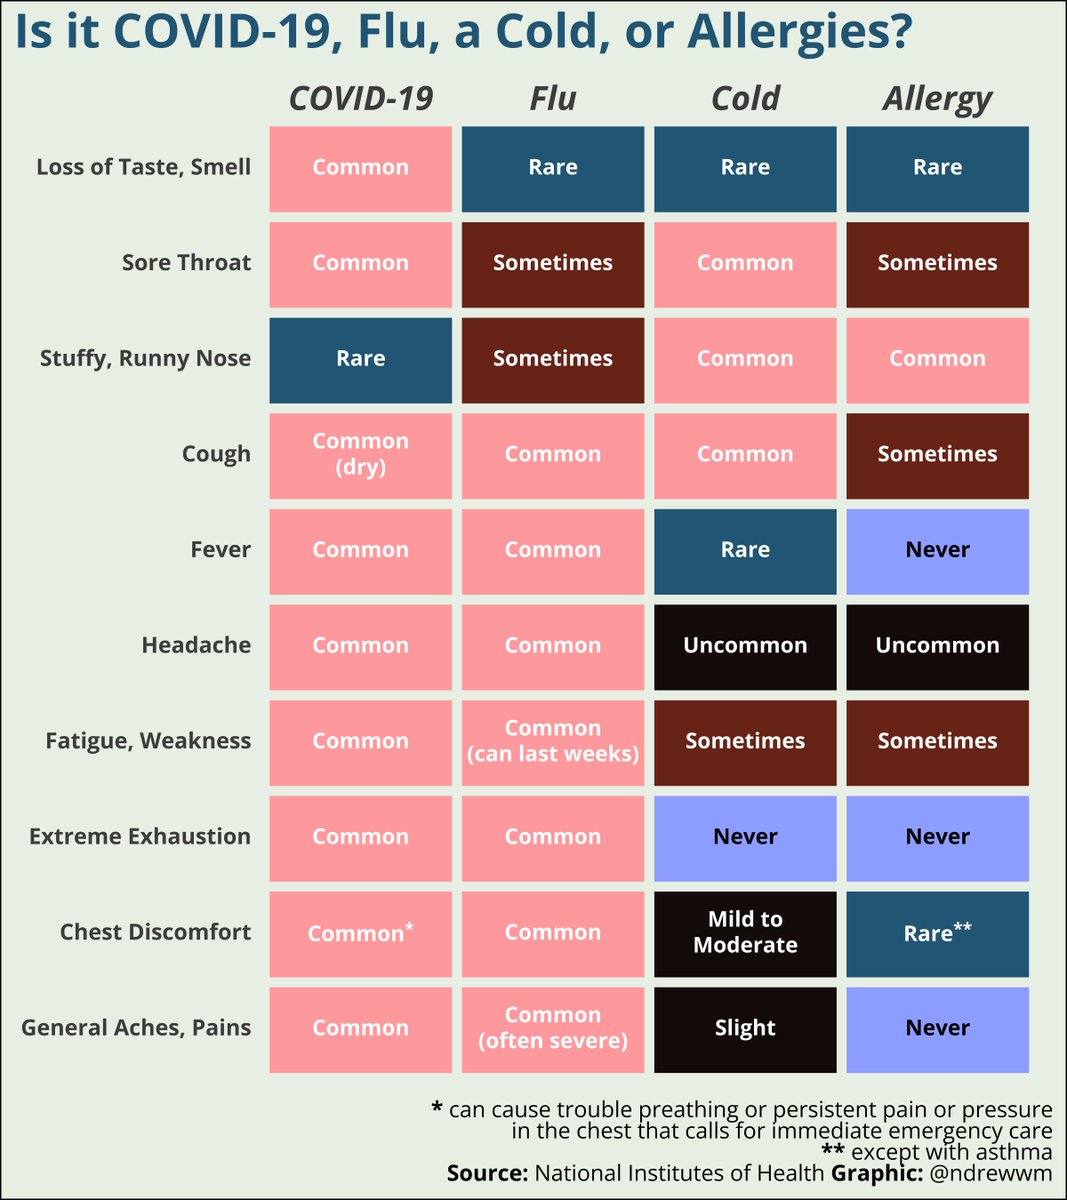 Is it COVID-19, Flu, a Cold, or Allergies?
COVID-19 Flu Cold Allergy
Loss of Taste, Smell Common Rare Rare Rare
Sore Throat Common Sometimes Common Sometimes
Stuffy, Runny Nose Rare Sometimes Common Common
Cough Common (dry) Common Common Sometimes
Fever Common Common Rare Never
Headache Common Common Uncommon Uncommon
Fatigue, Weakness Common Common (can last weeks) Sometimes Sometimes
Extreme Exhaustion Common Common Never Never
Chest Discomfort Common* Common Mild to Moderate Rare**
General Aches, Pains Common Common (often severe) Slight Never
* can cause trouble preathing or persistent pain or pressure
in the chest that calls for immediate emergency care
** except with asthma
Source: National Institutes of Health Graphic: @ndrewwm